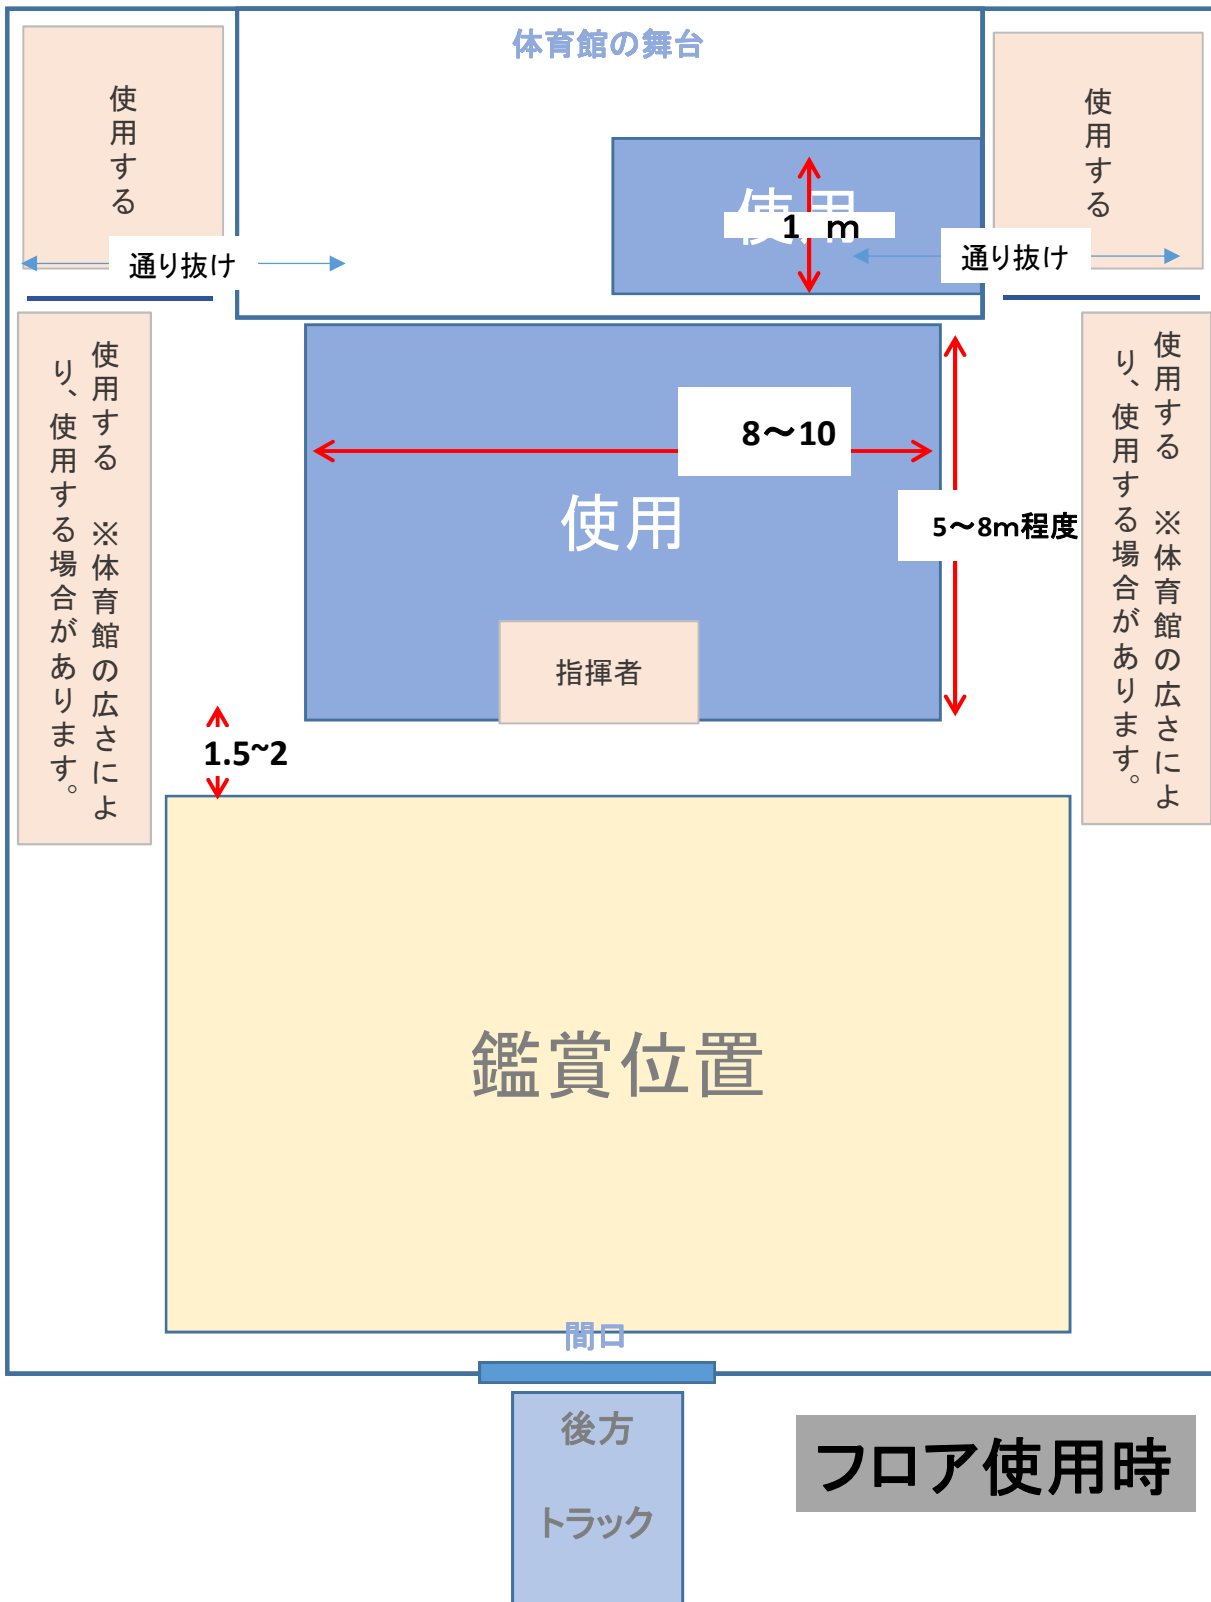 体育館の舞台
使用する
使用する
使用
1 m
通り抜け
通り抜け
使用する ※体育館の広さによ
り、使用する場合があります。
8～10
使用
5～8m程度
指揮者
使用する ※体育館の広さによ
り、使用する場合があります。
1.5~2
鑑賞位置
間口
後方
トラック
フロア使用時